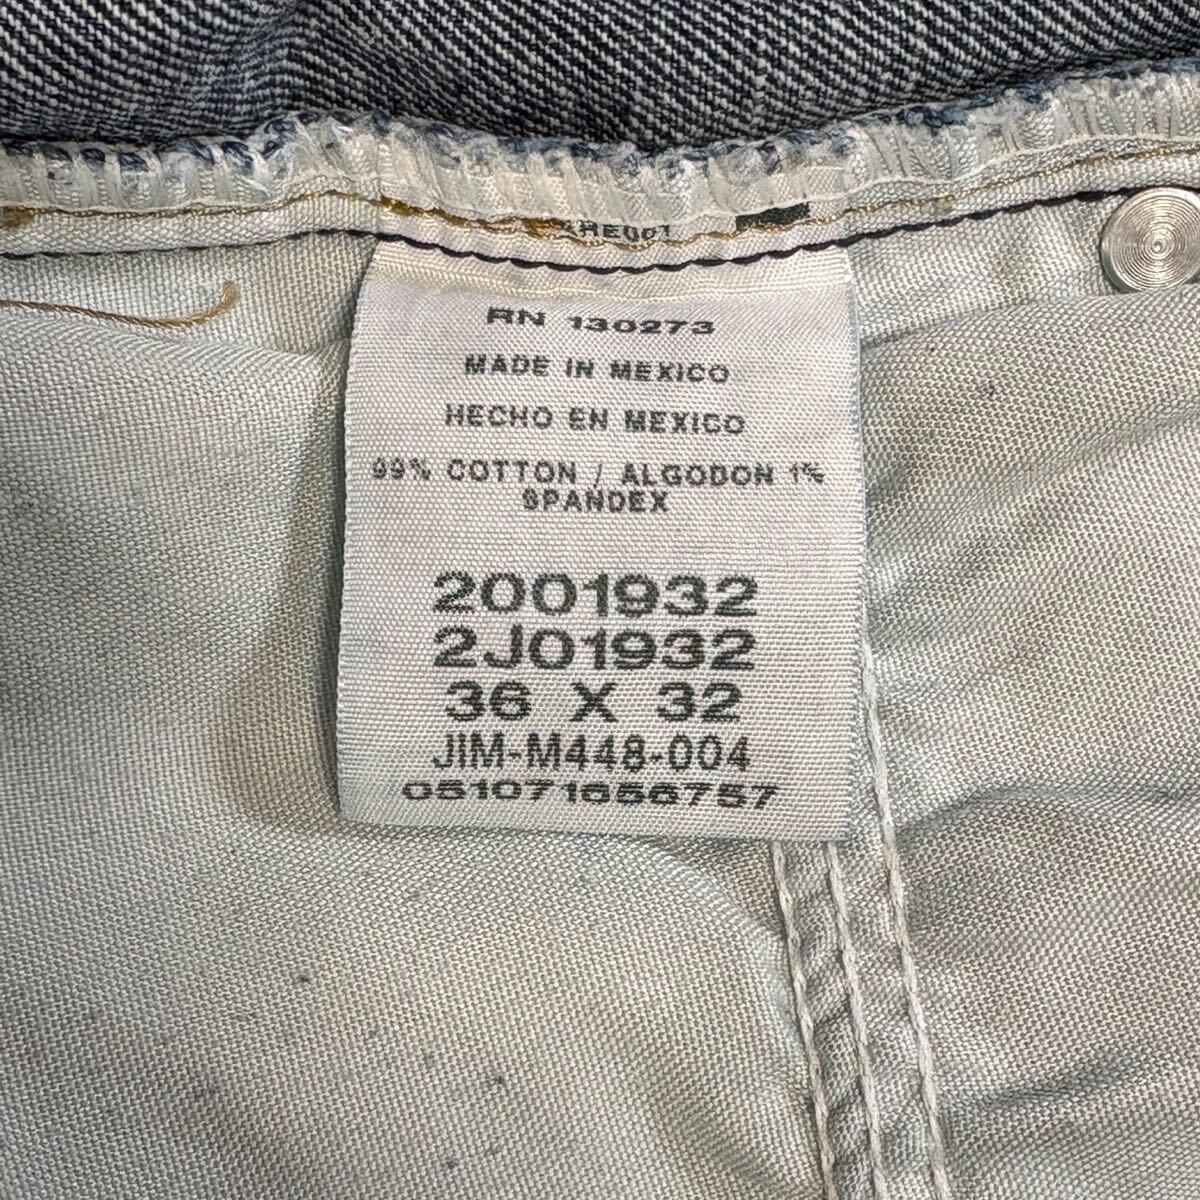 RN 130273
MADE IN MEXICO
HECHO EN MEXICO
99% COTTON / ALGODON 1%
SPANDEX
2001932
2J01932
36 X 32
JIM-M448-004
051071656757